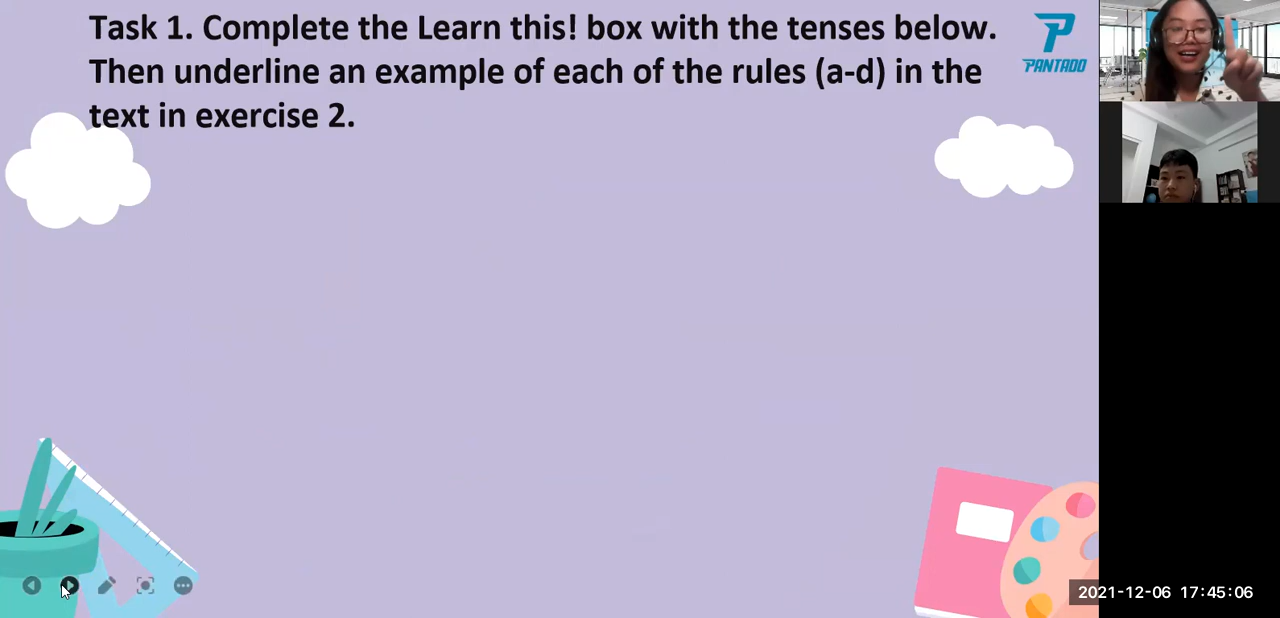 Task 1. Complete the Learn this! box with the tenses below.
Then underline an example of each of the rules (a-d) in the
text in exercise 2.
PANTADO
2021-12-06 17:45:06